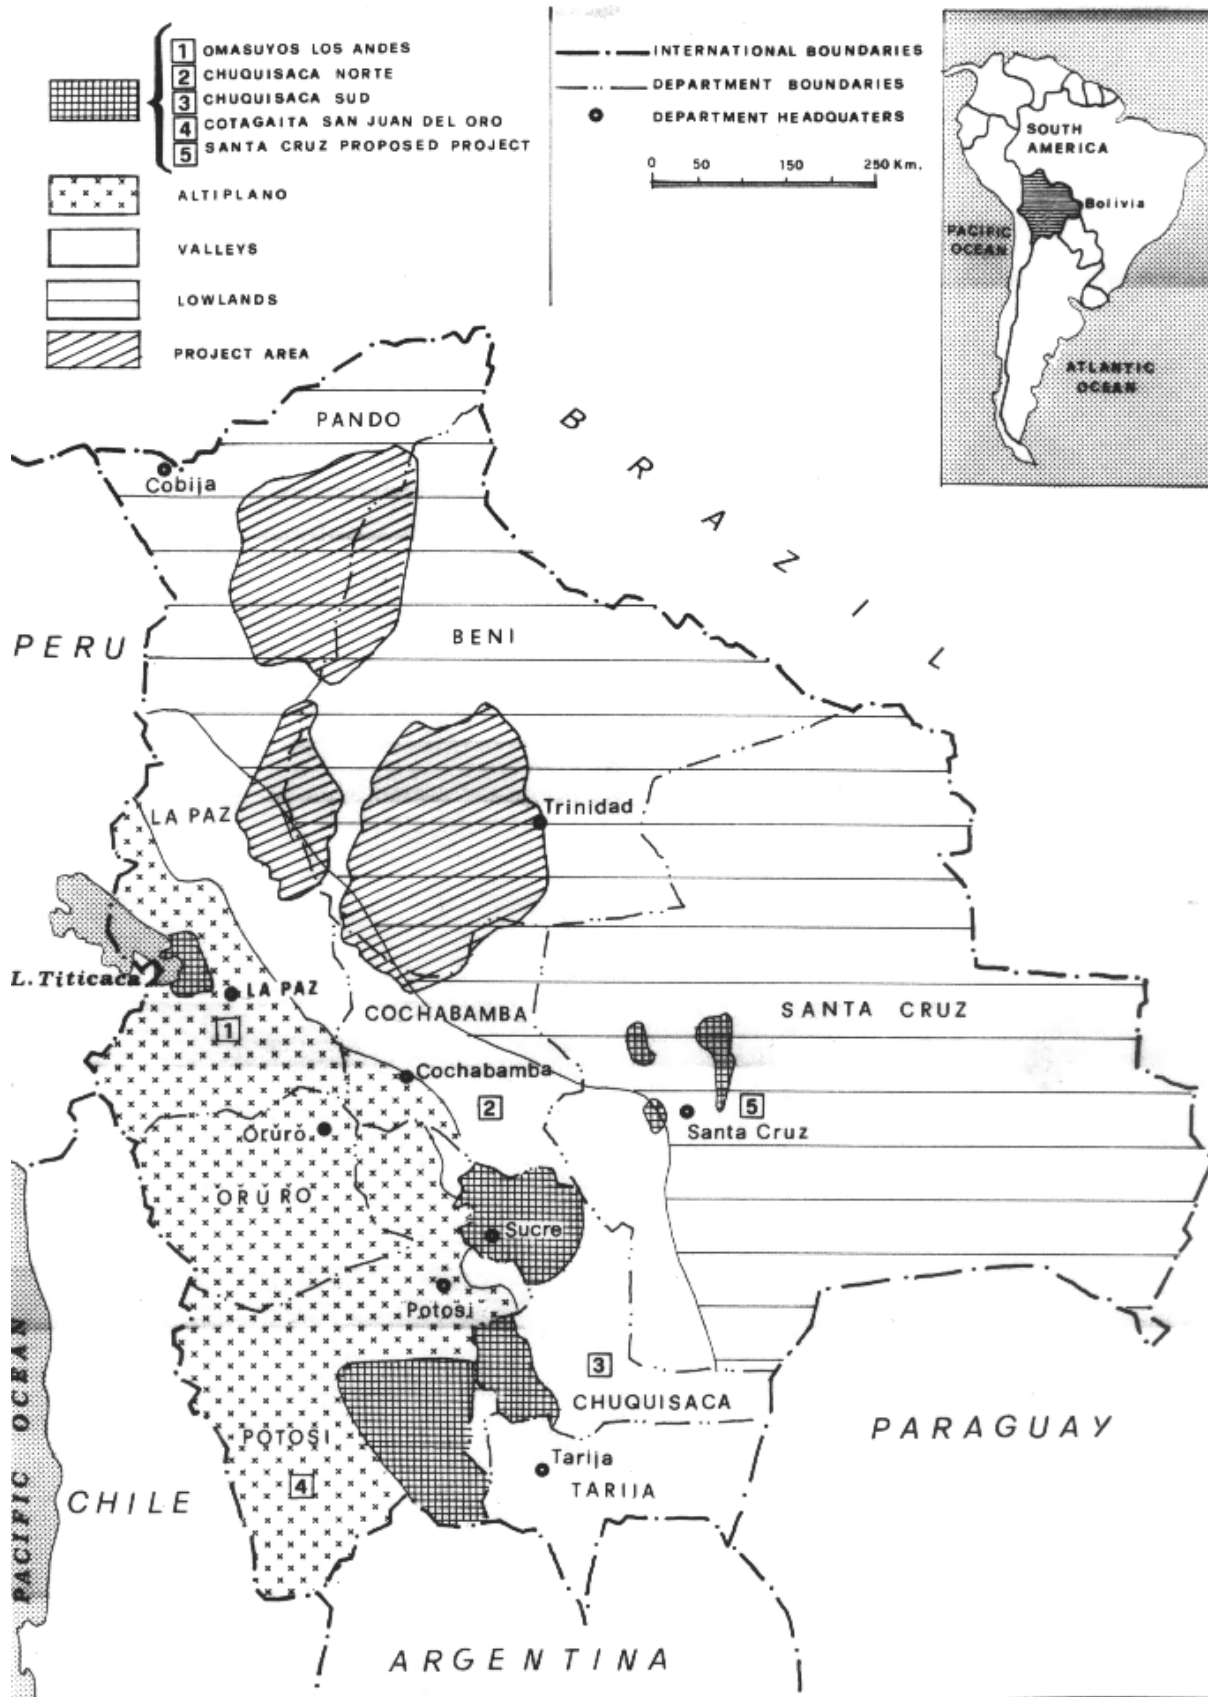 1 OMASUYOS LOS ANDES
2 CHUQUISACA NORTE
3 CHUQUISACA SUD
4 COTAGAITA SAN JUAN DEL ORO
5 SANTA CRUZ PROPOSED PROJECT
ALTIPLANO
VALLEYS
LOWLANDS
PROJECT AREA
INTERNATIONAL BOUNDARIES
DEPARTMENT BOUNDARIES
DEPARTMENT HEADQUATERS
0 50 150 250 Km.
SOUTH
AMERICA
Bolivia
PACIFIC
OCEAN
ATLANTIC
OCEAN
PANDO
BRAZIL
Cobija
PERU
BENI
LA PAZ
Trinidad
L. Titicaca
LA PAZ
1
COCHABAMBA
SANTA CRUZ
Cochabamba
2
5
Santa Cruz
Oruro
ORURO
Sucre
Potosi
3
CHUQUISACA
PARAGUAY
POTOSI
Tarija
4
TARIJA
CHILE
PACIFIC OCEAN
ARGENTINA